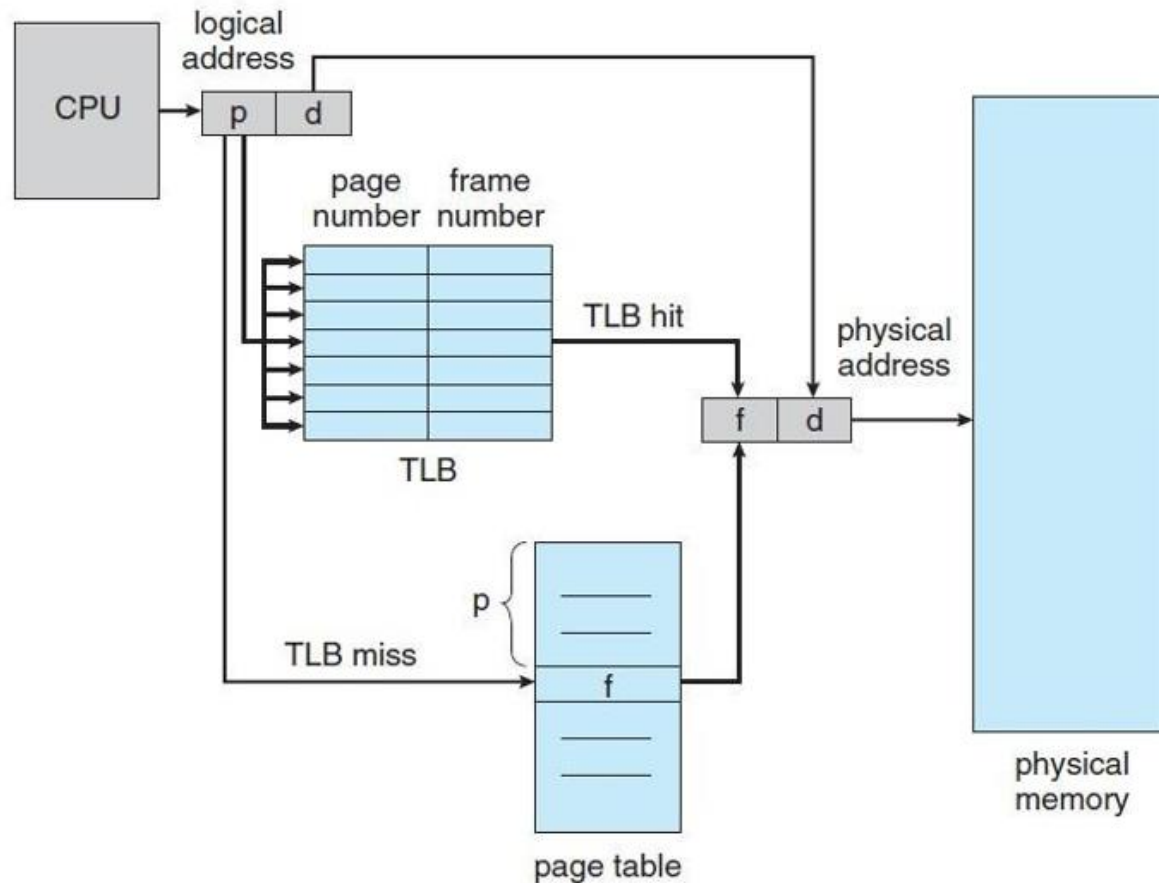 logical
address
CPU
p
d
page
number
frame
number
TLB hit
physical
address
f
d
TLB
p
TLB miss
f
physical
memory
page table